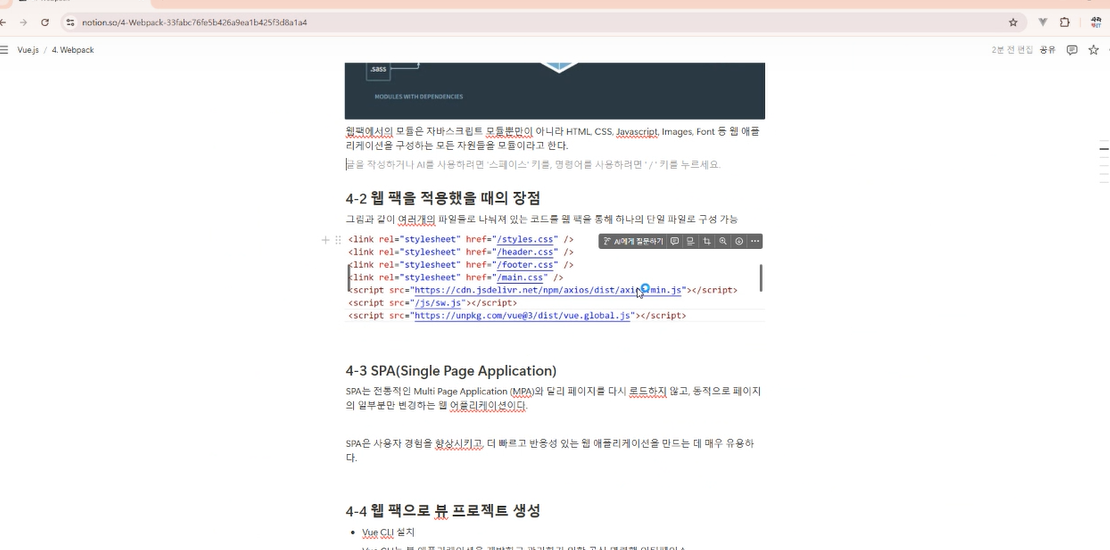 notion.so/4-Webpack-33fabc76fe5b426a9ea1b425f3d8a1a4
Vue.js / 4. Webpack
2분 전 편집 공유
.sass
MODULES WITH DEPENDENCIES
웹팩에서의 모듈은 자바스크립트 모듈뿐만이 아니라 HTML, CSS, Javascript, Images, Font 등 웹 애플
리케이션을 구성하는 모든 자원들을 모듈이라고 한다.
글을 작성하거나 AI를 사용하려면 '스페이스' 키를, 명령어를 사용하려면 ' / ' 키를 누르세요.
4-2 웹 팩을 적용했을 때의 장점
그림과 같이 여러개의 파일들로 나눠져 있는 코드를 웹 팩을 통해 하나의 단일 파일로 구성 가능
AI에게 질문하기
<link rel="stylesheet" href="/styles.css" />
<link rel="stylesheet" href="/header.css" />
<link rel="stylesheet" href="/footer.css" />
<link rel="stylesheet" href="/main.css" />
<script src="https://cdn.jsdelivr.net/npm/axios/dist/axios.min.js"></script>
<script src="/js/sw.js"></script>
<script src="https://unpkg.com/vue@3/dist/vue.global.js"></script>
4-3 SPA(Single Page Application)
SPA는 전통적인 Multi Page Application (MPA)와 달리 페이지를 다시 로드하지 않고, 동적으로 페이지
의 일부분만 변경하는 웹 어플리케이션이다.
SPA은 사용자 경험을 향상시키고, 더 빠르고 반응성 있는 웹 애플리케이션을 만드는 데 매우 유용하
다.
4-4 웹 팩으로 뷰 프로젝트 생성
• Vue CLI 설치